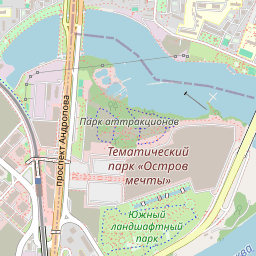 Парк аттракционов
проспект Андропова
Тематический
парк «Остров
мечты»
Южный
ландшафтный
парк